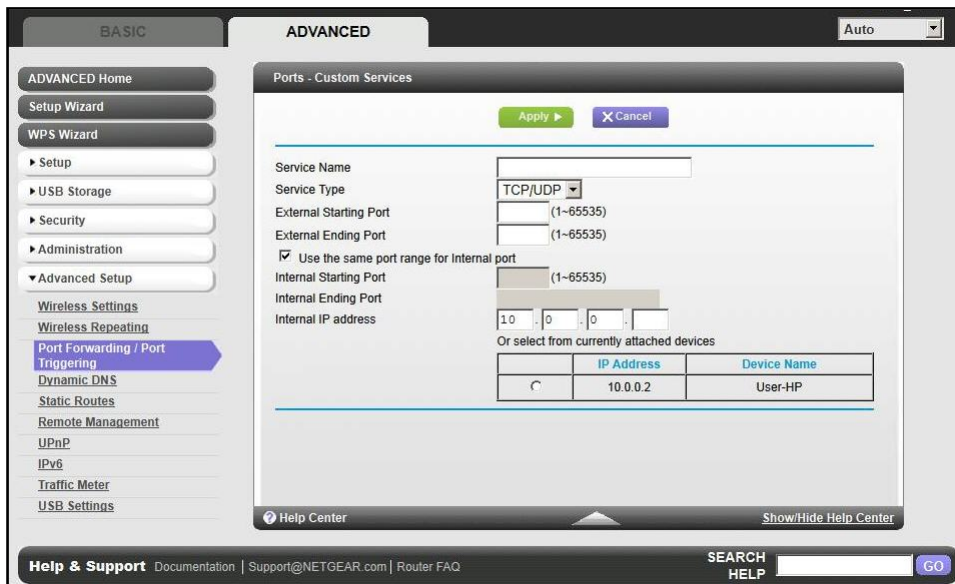 BASIC
ADVANCED
Auto
ADVANCED Home
Setup Wizard
WPS Wizard
Setup
USB Storage
Security
Administration
Advanced Setup
Wireless Settings
Wireless Repeating
Port Forwarding / Port
Triggering
Dynamic DNS
Static Routes
Remote Management
UPnP
IPv6
Traffic Meter
USB Settings
Ports - Custom Services
Apply
X Cancel
Service Name
Service Type TCP/UDP
External Starting Port (1~65535)
External Ending Port (1~65535)
Use the same port range for Internal port
Internal Starting Port (1~65535)
Internal Ending Port
Internal IP address 10 . 0 . 0 .
Or select from currently attached devices
IP Address Device Name
10.0.0.2 User-HP
? Help Center
Show/Hide Help Center
Help & Support Documentation | Support@NETGEAR.com | Router FAQ
SEARCH
HELP
GO